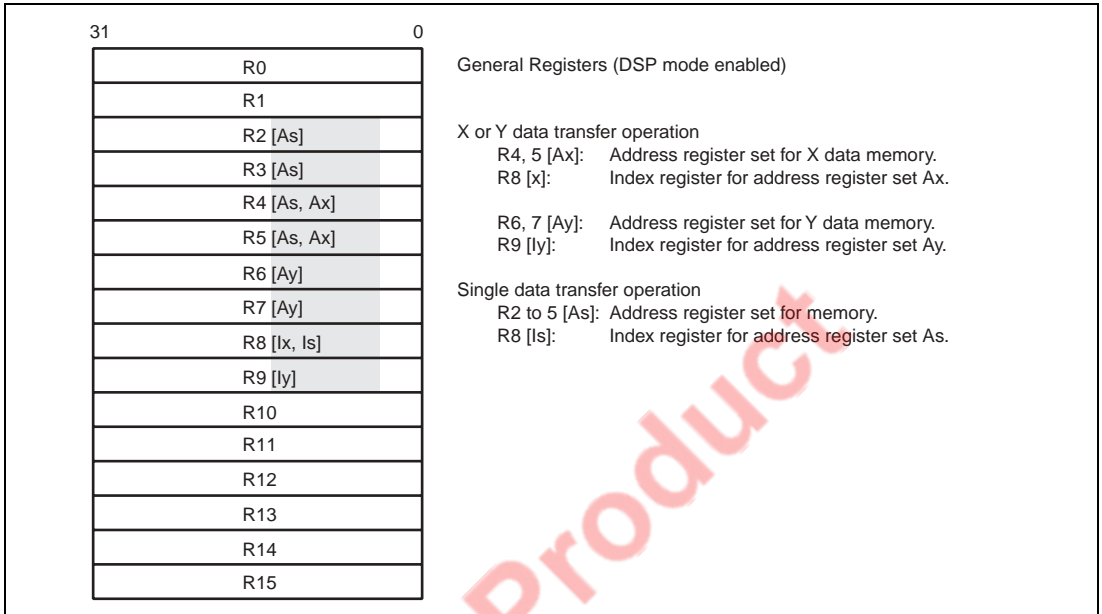 31 0
R0
R1
R2 [As]
R3 [As]
R4 [As, Ax]
R5 [As, Ax]
R6 [Ay]
R7 [Ay]
R8 [Ix, Is]
R9 [Iy]
R10
R11
R12
R13
R14
R15
General Registers (DSP mode enabled)
X or Y data transfer operation
R4, 5 [Ax]: Address register set for X data memory.
R8 [x]: Index register for address register set Ax.
R6, 7 [Ay]: Address register set for Y data memory.
R9 [Iy]: Index register for address register set Ay.
Single data transfer operation
R2 to 5 [As]: Address register set for memory.
R8 [Is]: Index register for address register set As.
Product